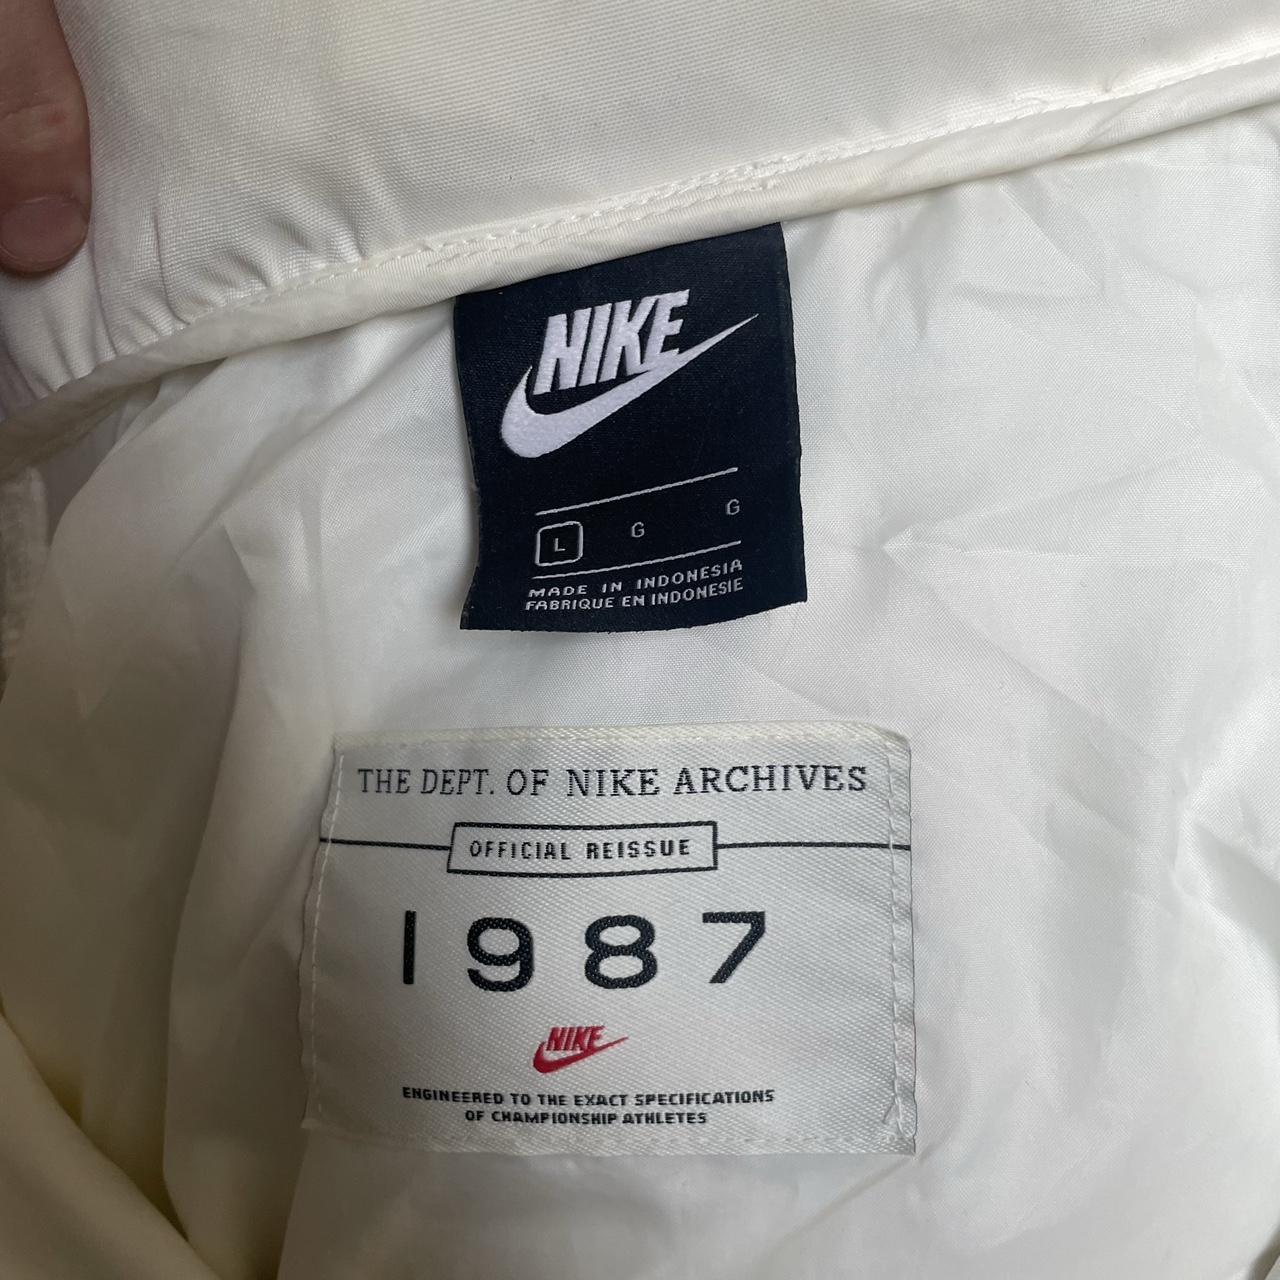 NIKE
L G G
MADE IN INDONESIA
FABRIQUE EN INDONESIE
THE DEPT. OF NIKE ARCHIVES
OFFICIAL REISSUE
1987
NIKE
ENGINEERED TO THE EXACT SPECIFICATIONS
OF CHAMPIONSHIP ATHLETES